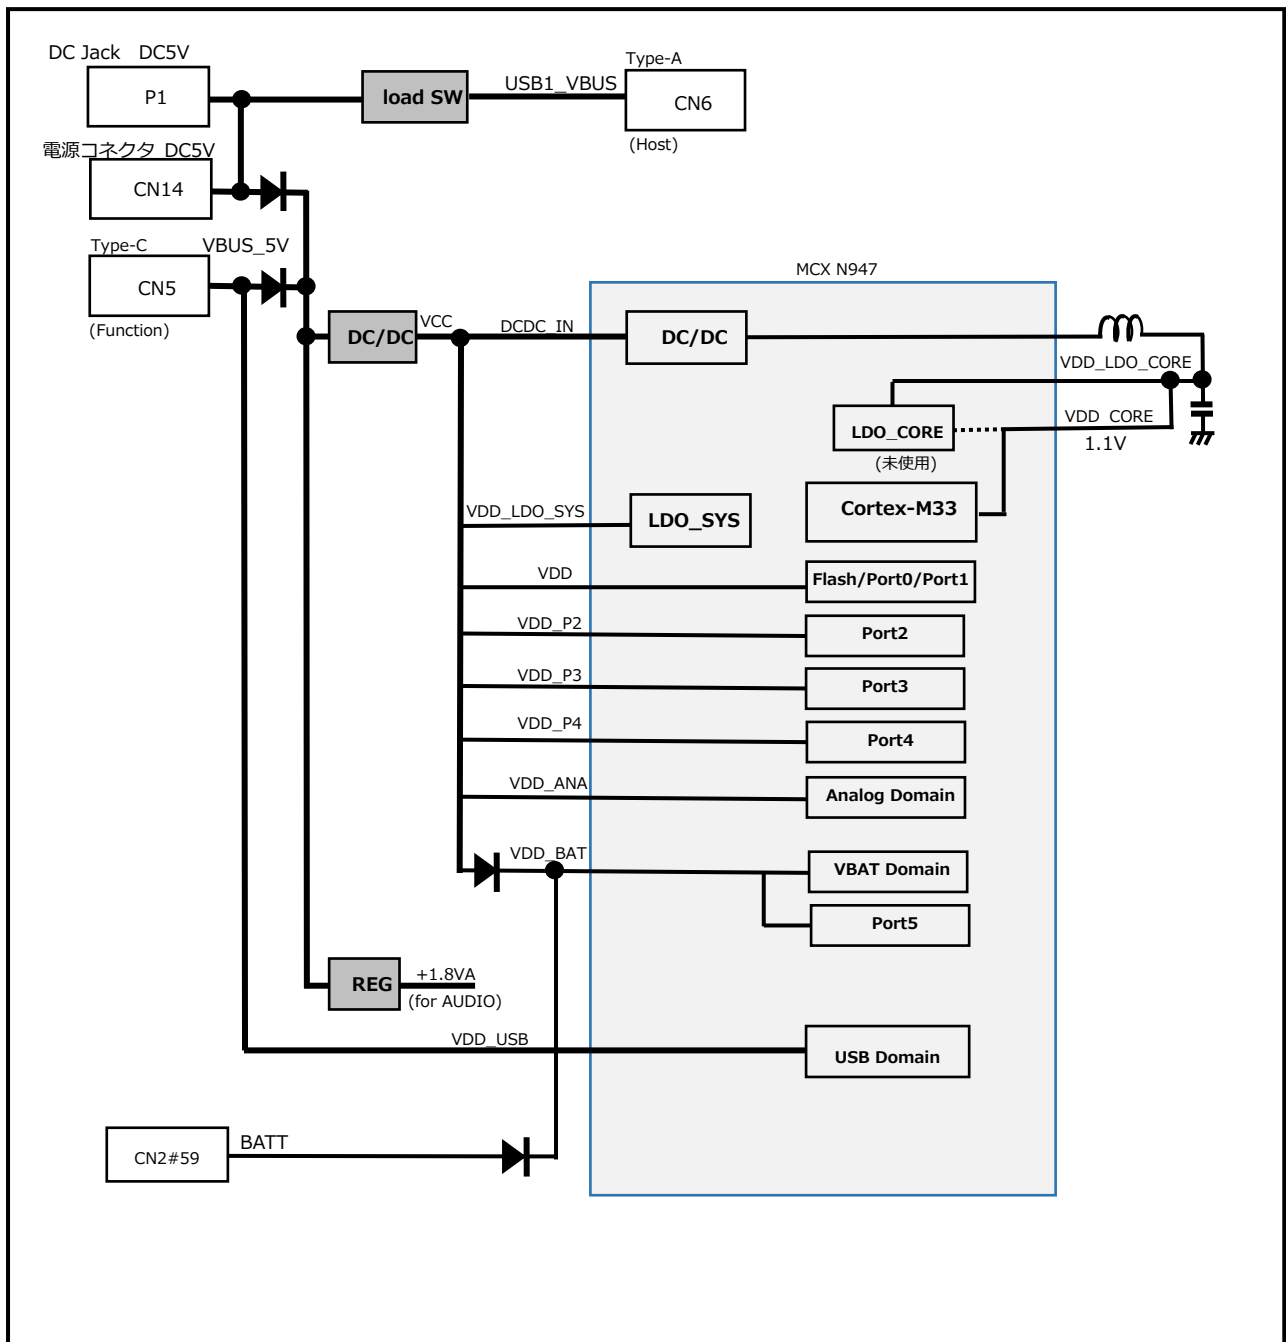 DC Jack DC5V
P1
load SW
USB1_VBUS
Type-A
CN6
(Host)
電源コネクタ DC5V
CN14
Type-C
VBUS_5V
CN5
(Function)
MCX N947
DC/DC
VCC
DCDC_IN
DC/DC
VDD_LDO_CORE
LDO_CORE
(未使用)
VDD_CORE
1.1V
Cortex-M33
VDD_LDO_SYS
LDO_SYS
VDD
Flash/Port0/Port1
VDD_P2
Port2
VDD_P3
Port3
VDD_P4
Port4
VDD_ANA
Analog Domain
VDD_BAT
VBAT Domain
Port5
REG
+1.8VA
(for AUDIO)
VDD_USB
USB Domain
CN2#59
BATT